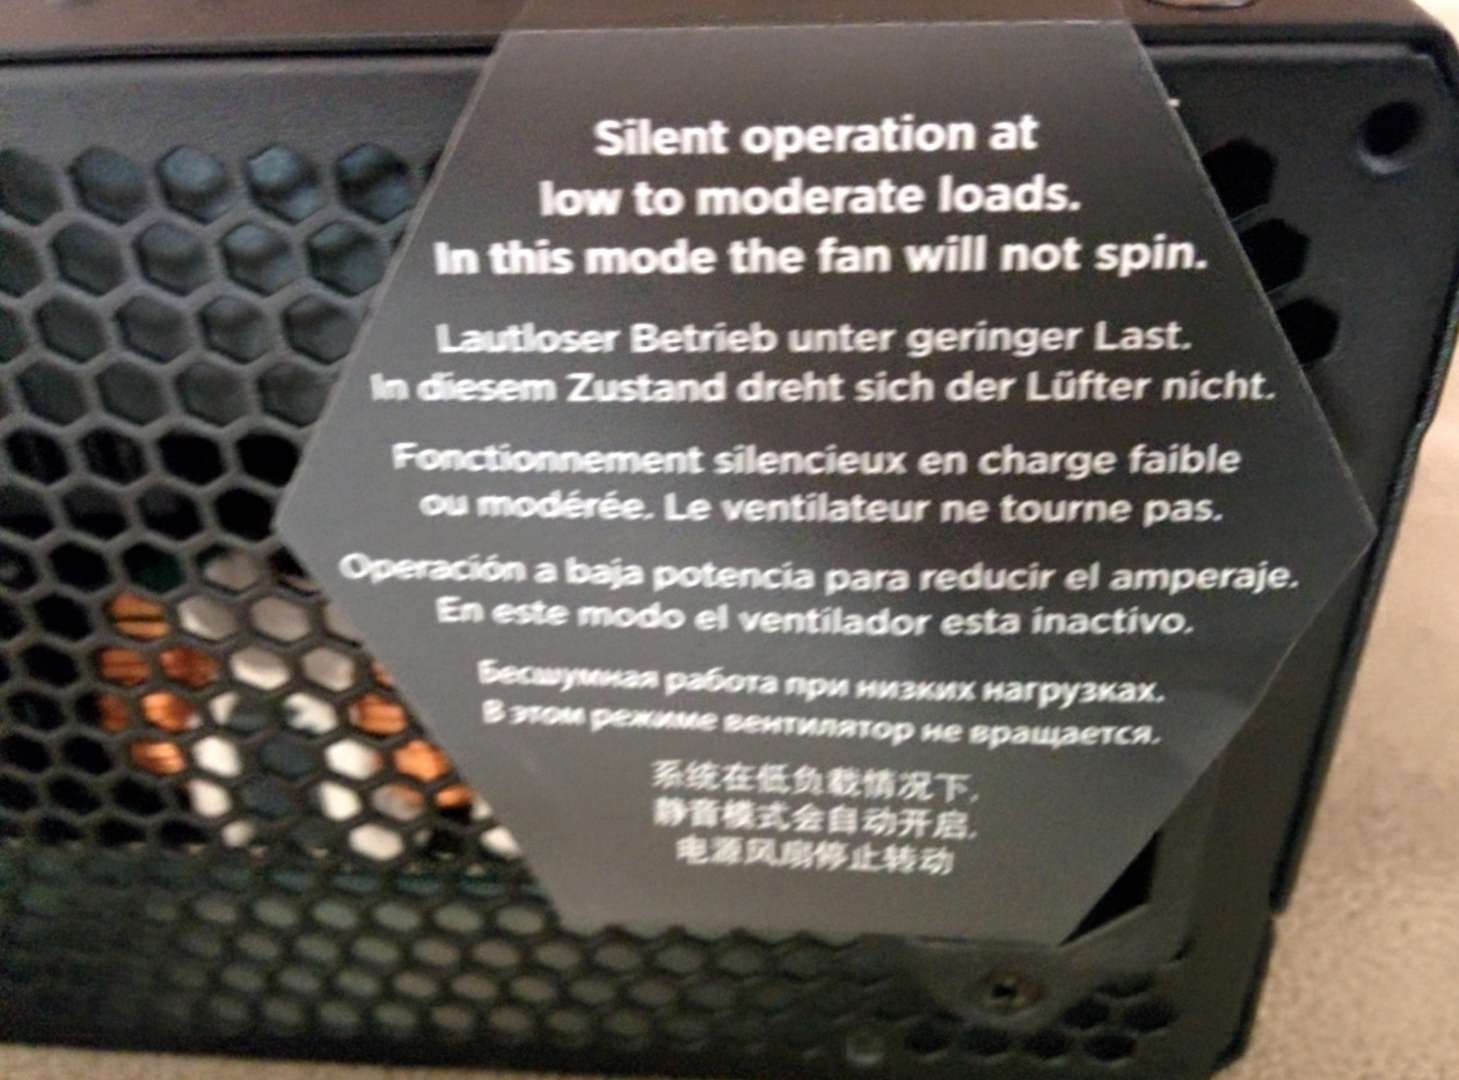 Silent operation at
low to moderate loads.
In this mode the fan will not spin.
Lautloser Betrieb unter geringer Last.
In diesem Zustand dreht sich der Lüfter nicht.
Fonctionnement silencieux en charge faible
ou modérée. Le ventilateur ne tourne pas.
Operación a baja potencia para reducir el amperaje.
En este modo el ventilador esta inactivo.
Бесшумная работа при низких нагрузках.
В этом режиме вентилятор не вращается.
系统在低负载情况下,
静音模式会自动开启,
电源风扇停止转动